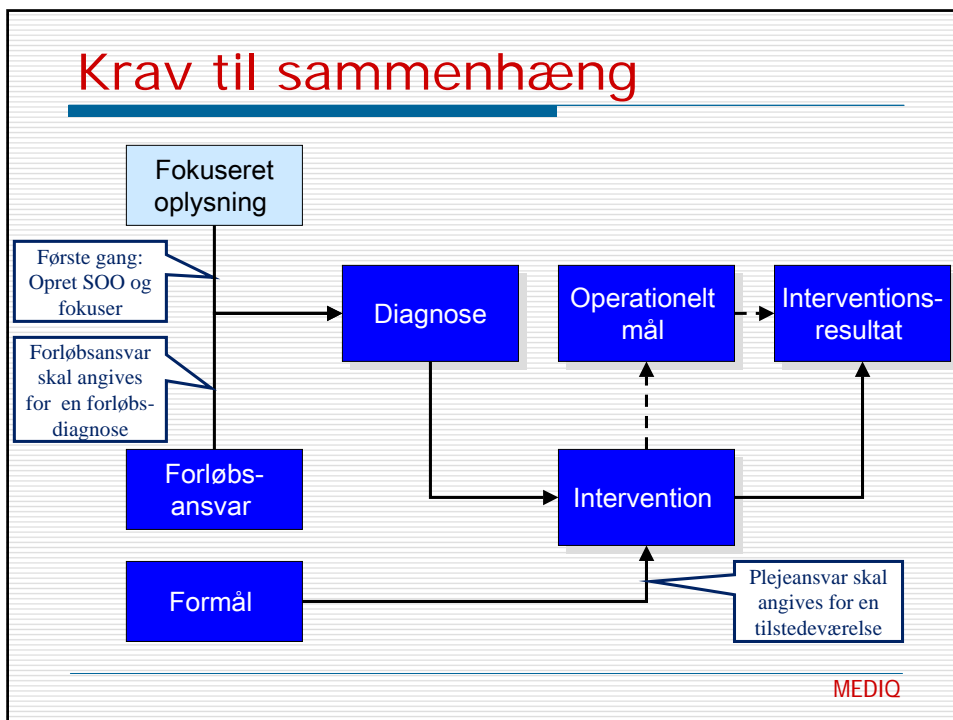 Krav til sammenhæng
Fokuseret
oplysning
Første gang:
Opret SOO og
fokuser
Diagnose
Operationelt
mål
Interventions-
resultat
Forløbsansvar
skal angives
for en forløbs-
diagnose
Forløbs-
ansvar
Intervention
Formål
Plejeansvar skal
angives for en
tilstedeværelse
MEDIQ